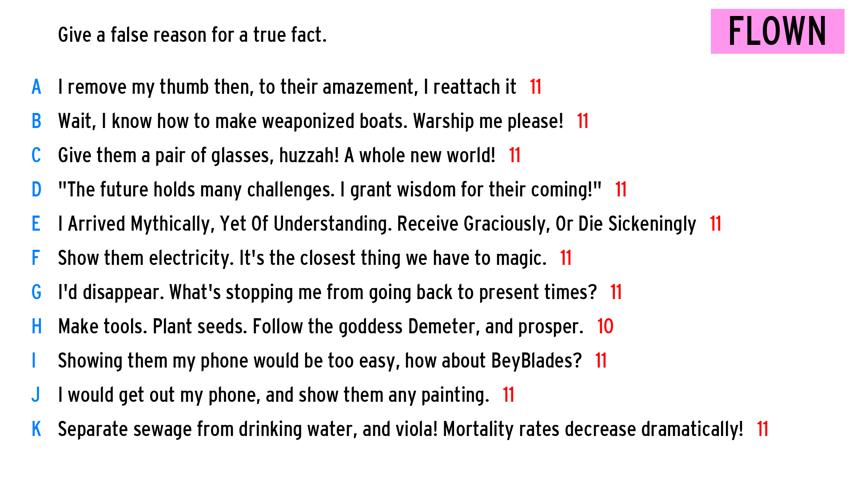 Give a false reason for a true fact.
FLOWN
A I remove my thumb then, to their amazement, I reattach it 11
B Wait, I know how to make weaponized boats. Warship me please! 11
C Give them a pair of glasses, huzzah! A whole new world! 11
D "The future holds many challenges. I grant wisdom for their coming!" 11
E I Arrived Mythically, Yet Of Understanding. Receive Graciously, Or Die Sickeningly 11
F Show them electricity. It's the closest thing we have to magic. 11
G I'd disappear. What's stopping me from going back to present times? 11
H Make tools. Plant seeds. Follow the goddess Demeter, and prosper. 10
I Showing them my phone would be too easy, how about BeyBlades? 11
J I would get out my phone, and show them any painting. 11
K Separate sewage from drinking water, and viola! Mortality rates decrease dramatically! 11